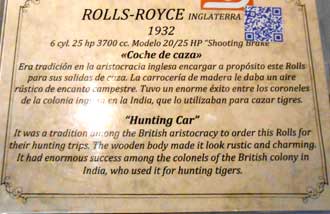 ROLLS-ROYCE INGLATERRA
1932
6 cyl. 25 hp 3700 cc. Modelo 20/25 HP "Shooting Brake"
«Coche de caza»
Era tradición en la aristocracia inglesa encargar a propósito este Rolls
para sus salidas de caza. La carrocería de madera le daba un aire
rústico de encanto campestre. Tuvo un enorme éxito entre los coroneles
de la colonia inglesa en la India, que lo utilizaban para cazar tigres.
"Hunting Car"
It was a tradition among the British aristocracy to order this Rolls for
their hunting trips. The wooden body made it look rustic and charming.
It had enormous success among the colonels of the British colony in
India, who used it for hunting tigers.